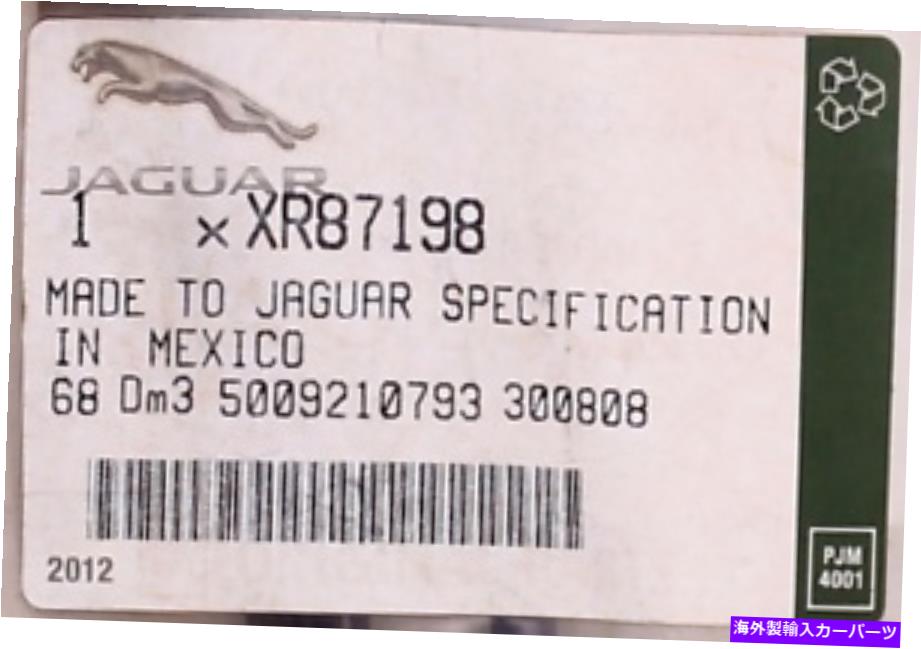 JAGUAR
1 x XR87198
MADE TO JAGUAR SPECIFICATION
IN MEXICO
68 Dm3 5009210793 300808
2012
PJM
4001
海外製輸入カーパーツ